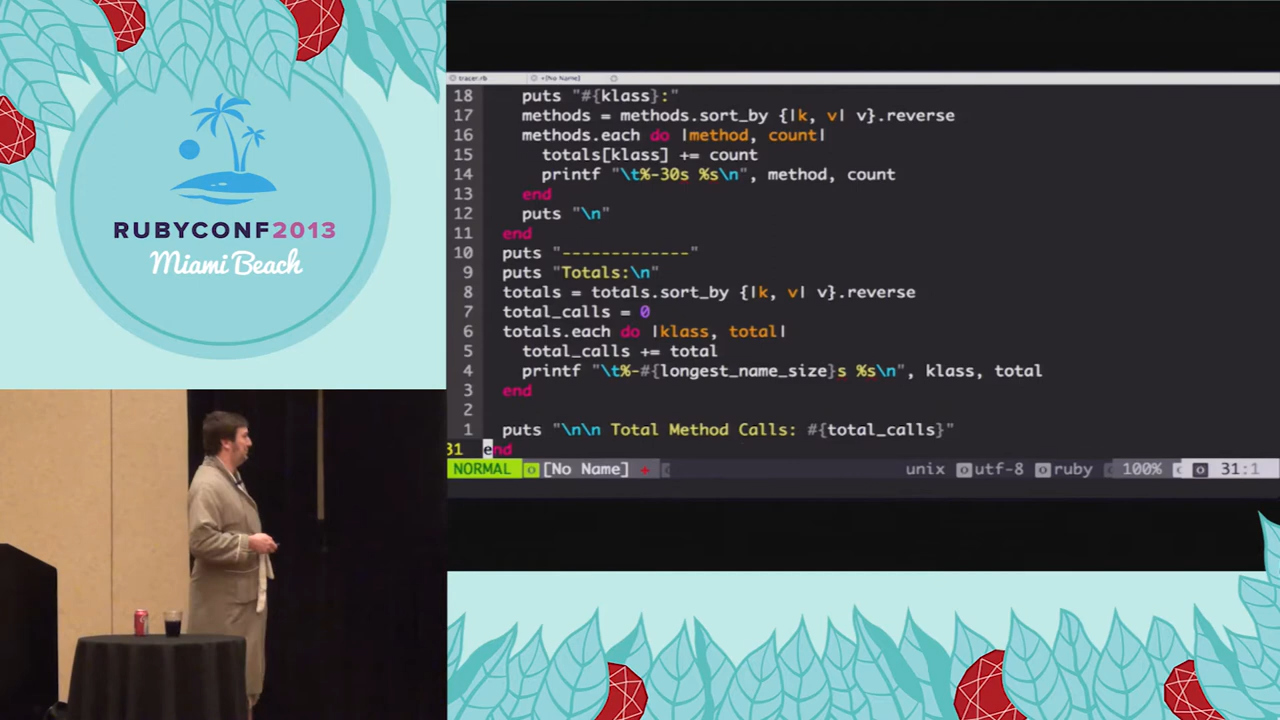 RUBYCONF2013
Miami Beach
tracer.rb
+[No Name]
18 puts "#{klass}:"
17 methods = methods.sort_by {|k, v| v}.reverse
16 methods.each do |method, count|
15 totals[klass] += count
14 printf "\t%-30s %s\n", method, count
13 end
12 puts "\n"
11 end
10 puts "-------------"
9 puts "Totals:\n"
8 totals = totals.sort_by {|k, v| v}.reverse
7 total_calls = 0
6 totals.each do |klass, total|
5 total_calls += total
4 printf "\t%-#{longest_name_size}s %s\n", klass, total
3 end
2
1 puts "\n\n Total Method Calls: #{total_calls}"
31 end
NORMAL [No Name] + unix utf-8 ruby 100% 31:1